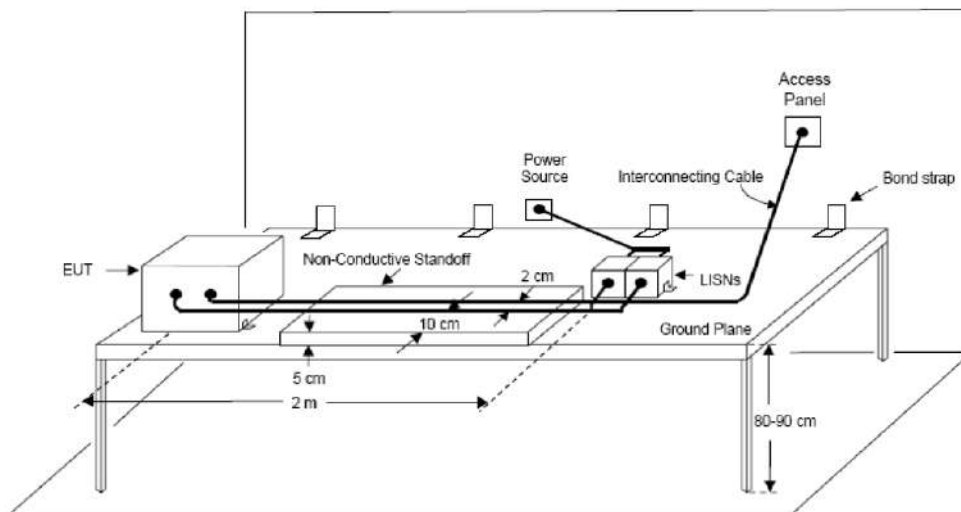 Access
Panel
Power
Source
Interconnecting Cable
Bond strap
EUT
Non-Conductive Standoff
2 cm
LISNs
10 cm
Ground Plane
5 cm
2 m
80-90 cm